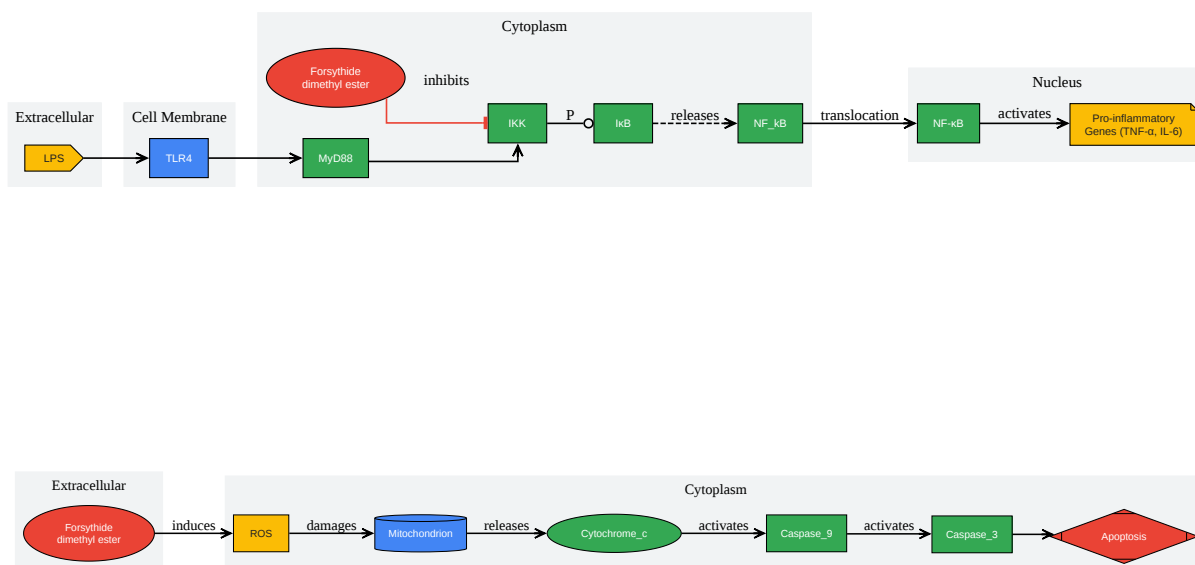 Cytoplasm
Forsythide
dimethyl ester
inhibits
Nucleus
Extracellular
Cell Membrane
IKK
P
IκB
releases
NF_kB
translocation
NF-κB
activates
Pro-inflammatory
Genes (TNF-α, IL-6)
LPS
TLR4
MyD88
Extracellular
Cytoplasm
Forsythide
dimethyl ester
induces
ROS
damages
Mitochondrion
releases
Cytochrome_c
activates
Caspase_9
activates
Caspase_3
Apoptosis